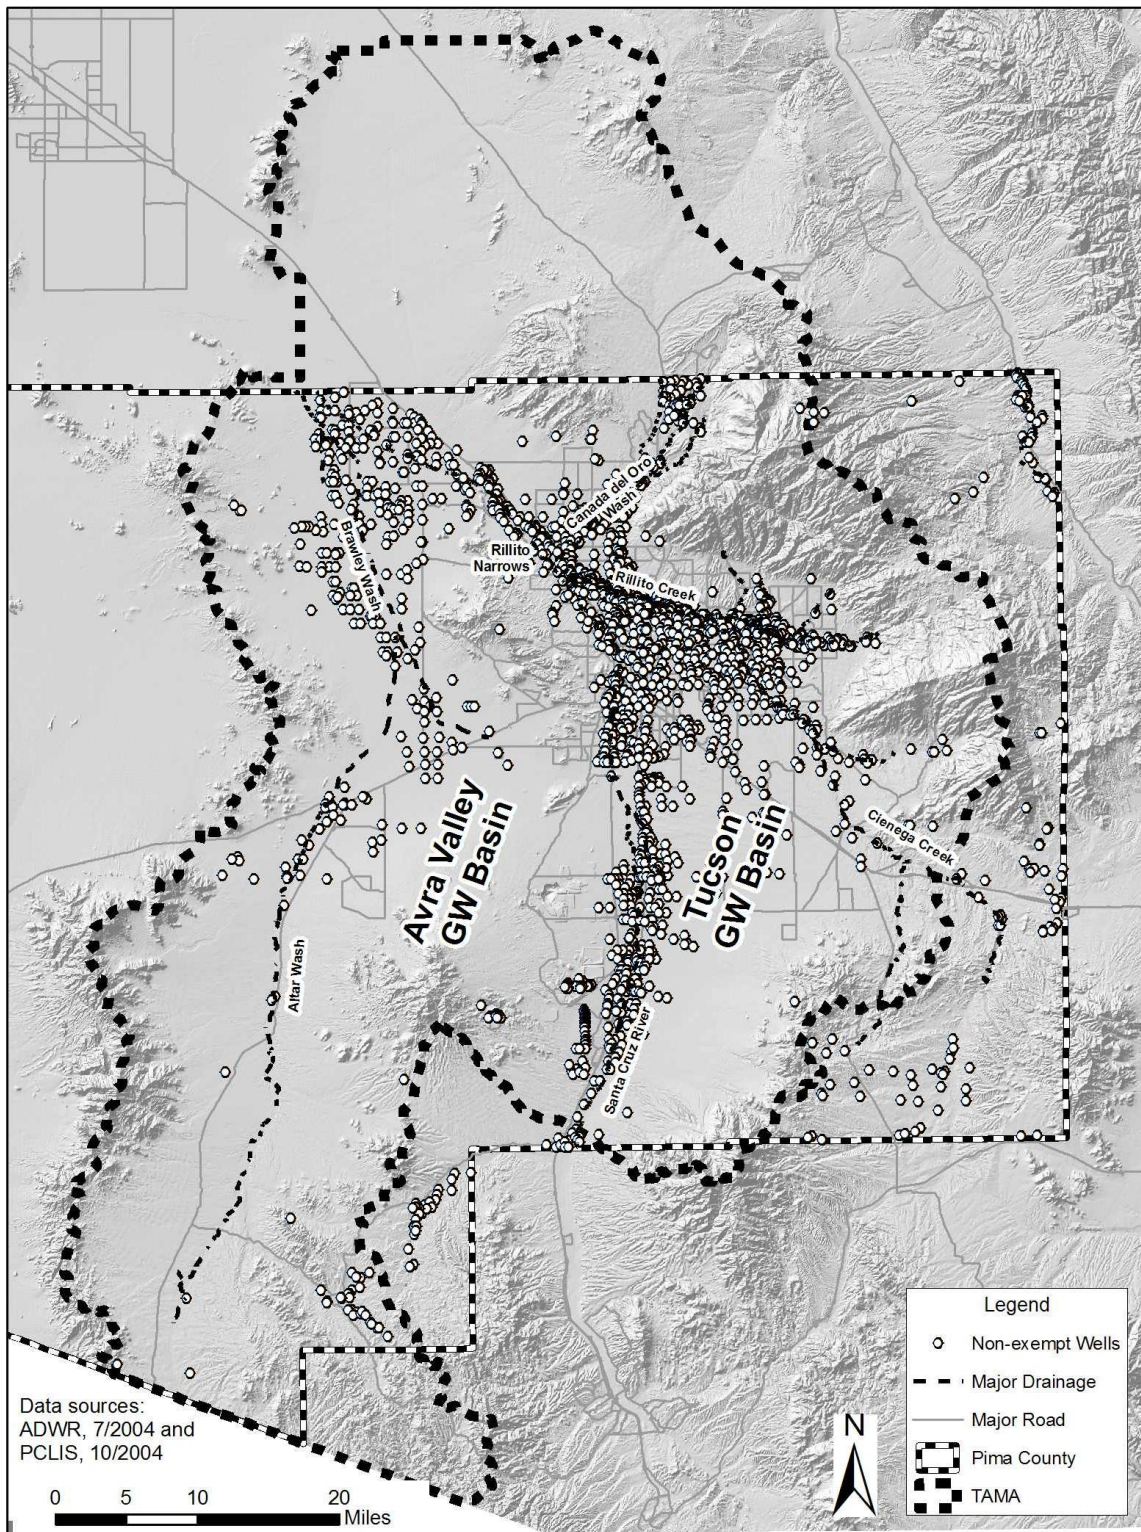 Canada del Oro
Wash
Rillito
Narrows
Brawley Wash
Rillito Creek
Avra Valley
GW Basin
Tucson
GW Basin
Cienega Creek
Altar Wash
Santa Cruz River
Legend
Non-exempt Wells
Major Drainage
Major Road
Pima County
TAMA
Data sources:
ADWR, 7/2004 and
PCLIS, 10/2004
N
0 5 10 20
Miles